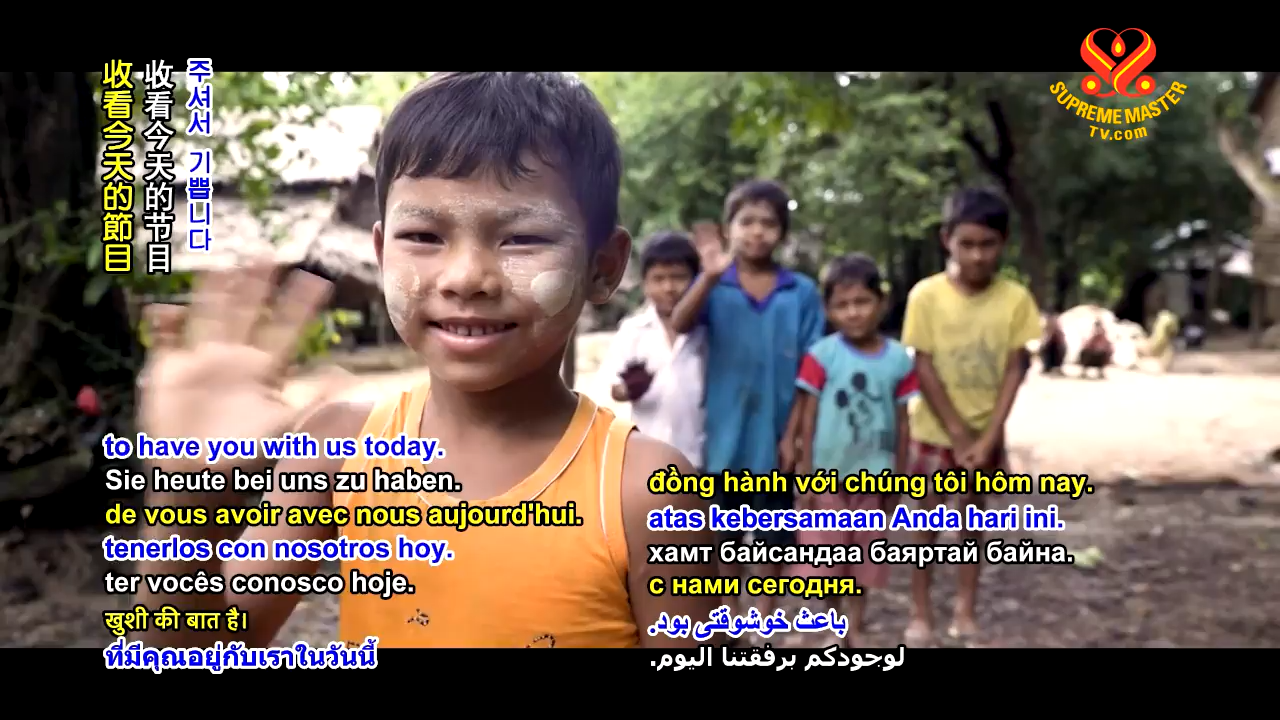 收看今天的節目
收看今天的节目
주셔서 기쁩니다
SUPREME MASTER
TV.com
to have you with us today.
Sie heute bei uns zu haben.
de vous avoir avec nous aujourd'hui.
tenerlos con nosotros hoy.
ter vocês conosco hoje.
खुशी की बात है।
ที่มีคุณอยู่กับเราในวันนี้
đồng hành với chúng tôi hôm nay.
atas kebersamaan Anda hari ini.
хамт байсандаа баяртай байна.
с нами сегодня.
باعث خوشوقتی بود.
لوجودكم برفقتنا اليوم.